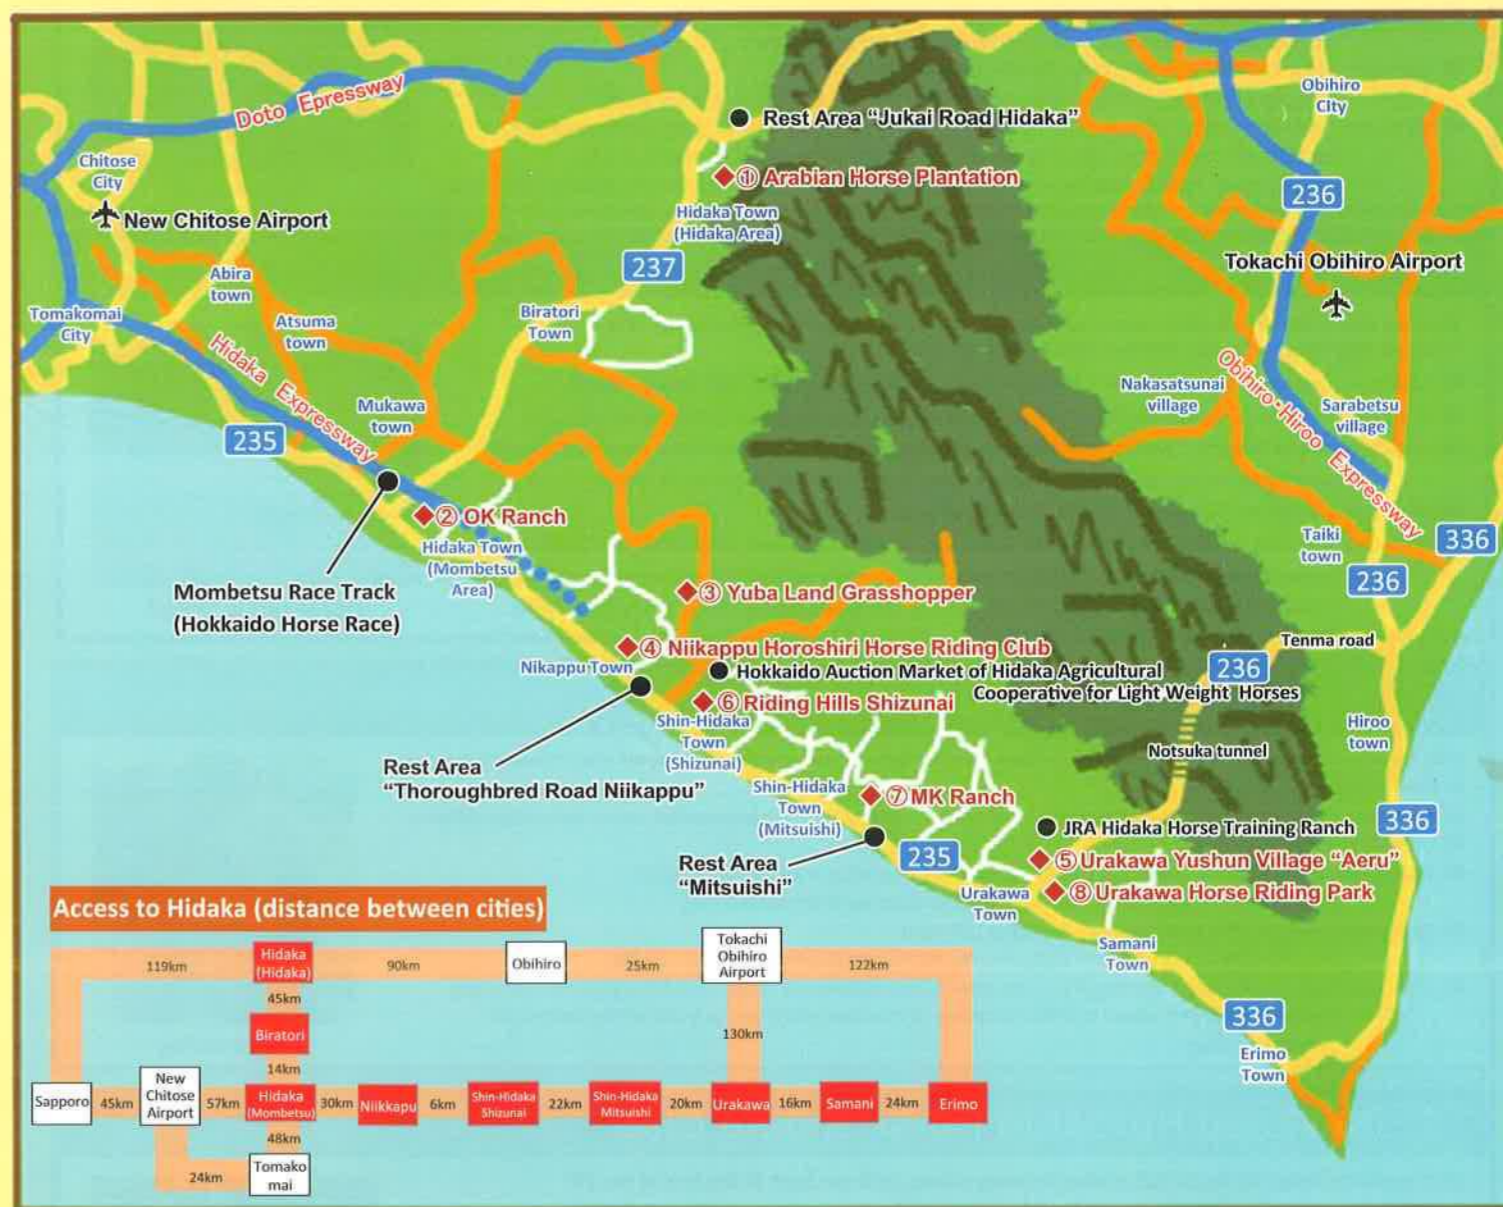 Doto Epressway
Rest Area "Jukai Road Hidaka"
Obihiro
City
Chitose
City
① Arabian Horse Plantation
236
New Chitose Airport
Hidaka Town
(Hidaka Area)
237
Tokachi Obihiro Airport
Abira
town
Tomakomai
City
Atsuma
town
Biratori
Town
Hidaka Expressway
Obihiro·Hiroo Expressway
Nakasatsunai
village
Sarabetsu
village
Mukawa
town
235
② OK Ranch
Hidaka Town
(Mombetsu
Area)
Taiki
town
336
236
Mombetsu Race Track
(Hokkaido Horse Race)
③ Yuba Land Grasshopper
④ Niikappu Horoshiri Horse Riding Club
Nikappu Town
Tenma road
236
Hokkaido Auction Market of Hidaka Agricultural
Cooperative for Light Weight Horses
⑥ Riding Hills Shizunai
Shin-Hidaka
Town
(Shizunai)
Hiroo
town
Notsuka tunnel
Rest Area
"Thoroughbred Road Niikappu"
Shin-Hidaka
Town
(Mitsuishi)
⑦ MK Ranch
336
JRA Hidaka Horse Training Ranch
Rest Area
"Mitsuishi"
235
⑤ Urakawa Yushun Village "Aeru"
Urakawa
Town
⑧ Urakawa Horse Riding Park
Samani
Town
336
Erimo
Town
Access to Hidaka (distance between cities)
119km
Hidaka
(Hidaka)
90km
Obihiro
25km
Tokachi
Obihiro
Airport
122km
45km
Biratori
130km
14km
Sapporo
45km
New
Chitose
Airport
57km
Hidaka
(Mombetsu)
30km
Niikkapu
6km
Shin-Hidaka
Shizunai
22km
Shin-Hidaka
Mitsuishi
20km
Urakawa
16km
Samani
24km
Erimo
48km
24km
Tomako
mai